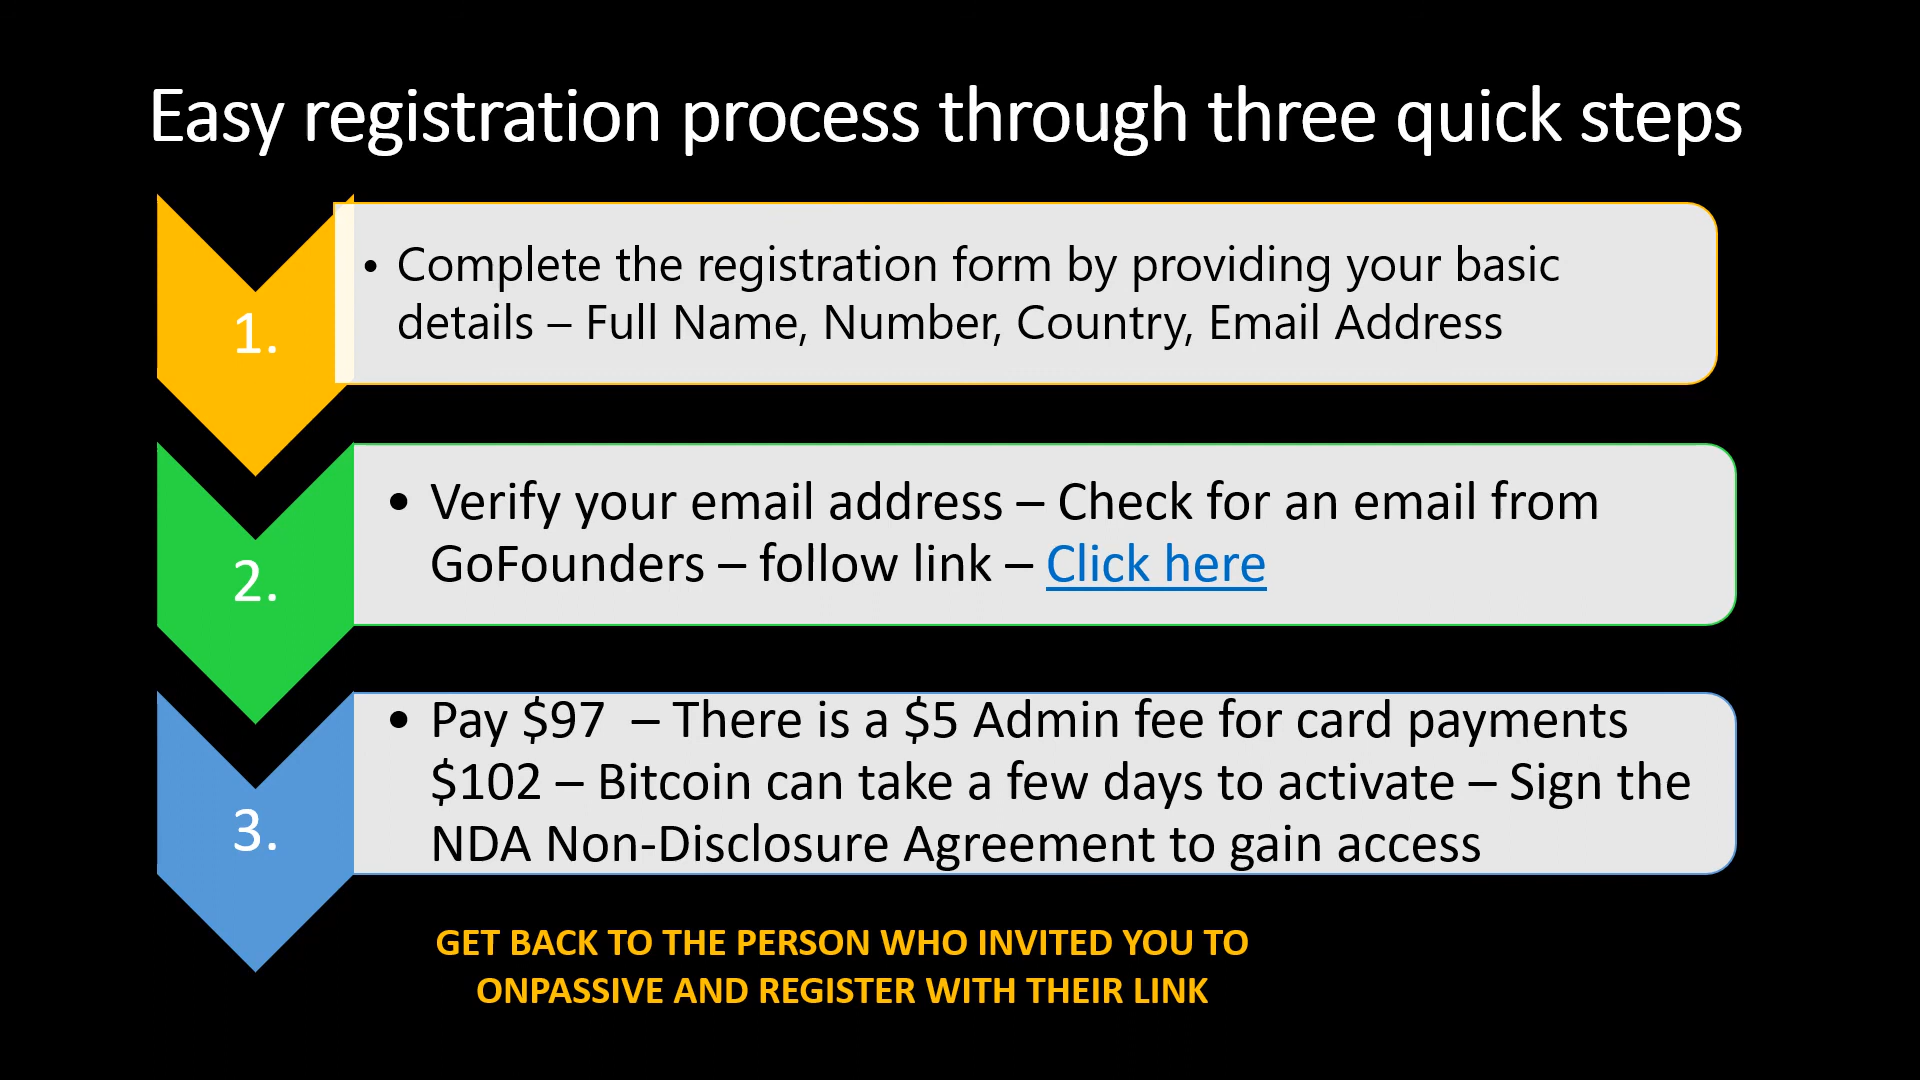 Easy registration process through three quick steps
1.
• Complete the registration form by providing your basic
details – Full Name, Number, Country, Email Address
2.
• Verify your email address – Check for an email from
GoFounders – follow link – Click here
3.
• Pay $97  – There is a $5 Admin fee for card payments
$102 – Bitcoin can take a few days to activate – Sign the
NDA Non-Disclosure Agreement to gain access
GET BACK TO THE PERSON WHO INVITED YOU TO
ONPASSIVE AND REGISTER WITH THEIR LINK